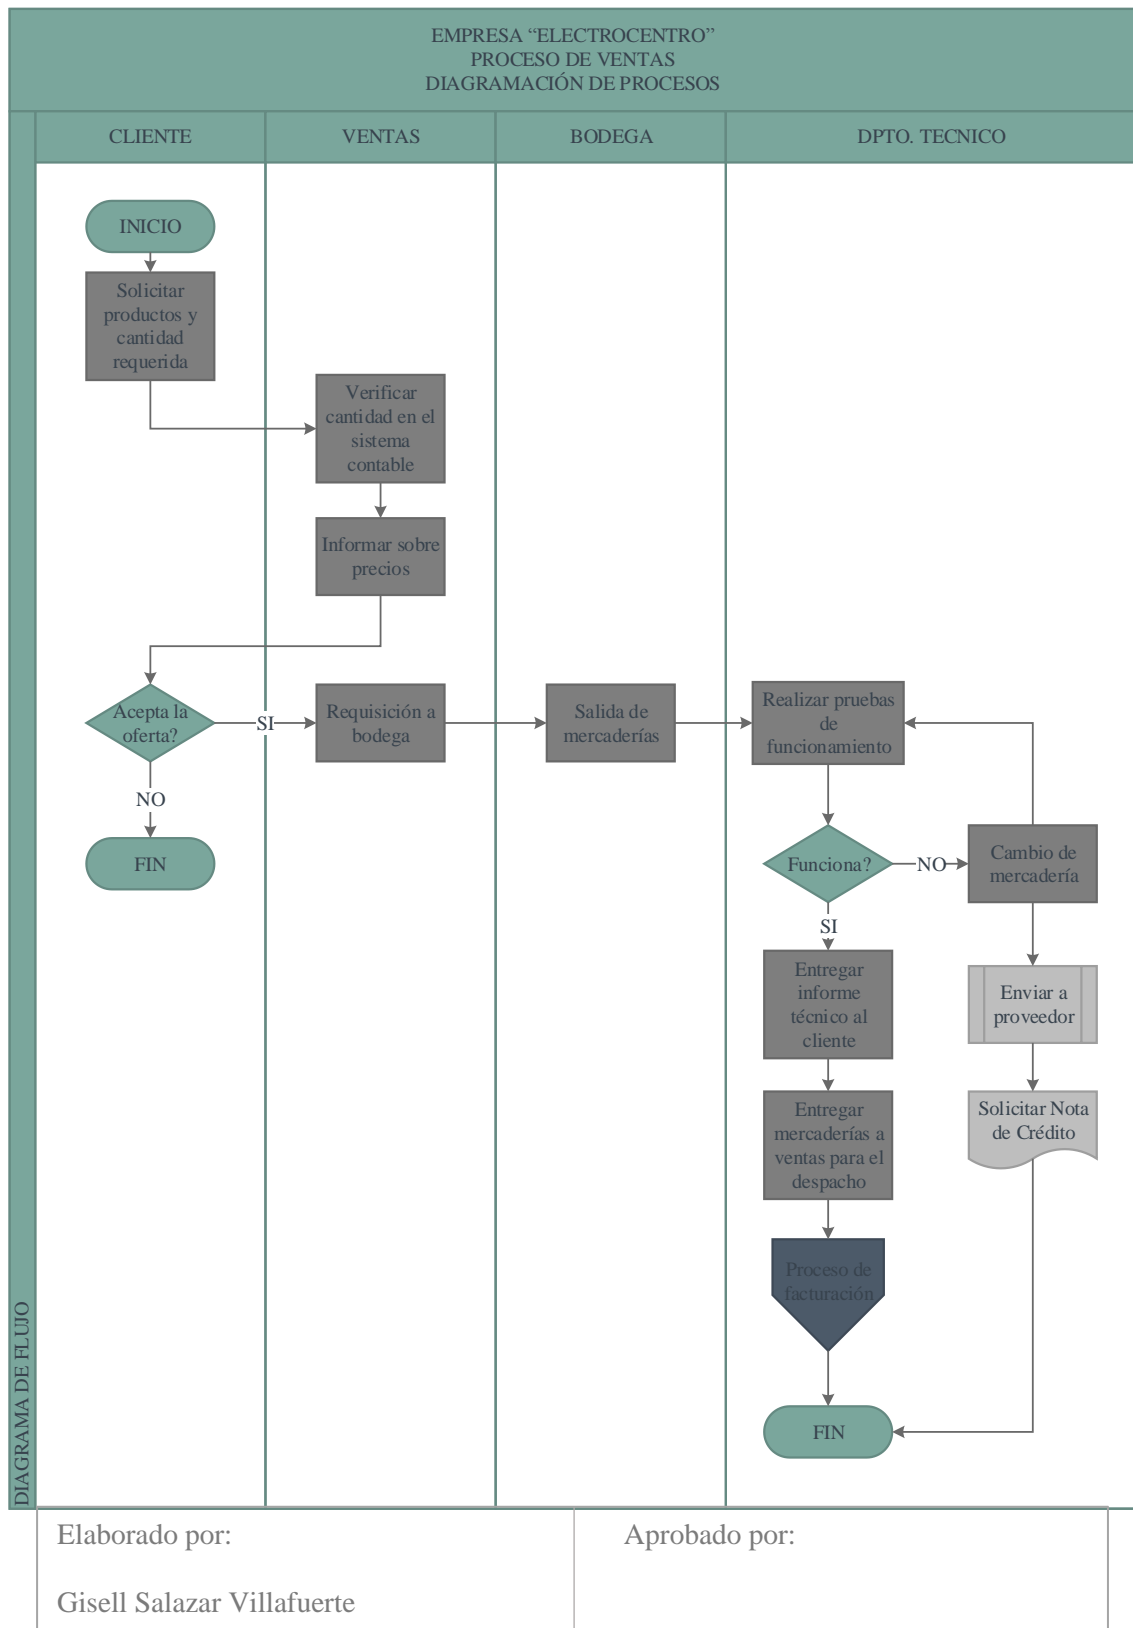 EMPRESA “ELECTROCENTRO”
PROCESO DE VENTAS
DIAGRAMACIÓN DE PROCESOS
CLIENTE
VENTAS
BODEGA
DPTO. TECNICO
DIAGRAMA DE FLUJO
INICIO
Solicitar
productos y
cantidad
requerida
Verificar
cantidad en el
sistema
contable
Informar sobre
precios
Acepta la
oferta?
SI
Requisición a
bodega
Salida de
mercaderías
Realizar pruebas
de
funcionamiento
NO
FIN
Funciona?
NO
Cambio de
mercadería
SI
Entregar
informe
técnico al
cliente
Enviar a
proveedor
Entregar
mercaderías a
ventas para el
despacho
Solicitar Nota
de Crédito
Proceso de
facturación
FIN
Elaborado por:
Gisell Salazar Villafuerte
Aprobado por: